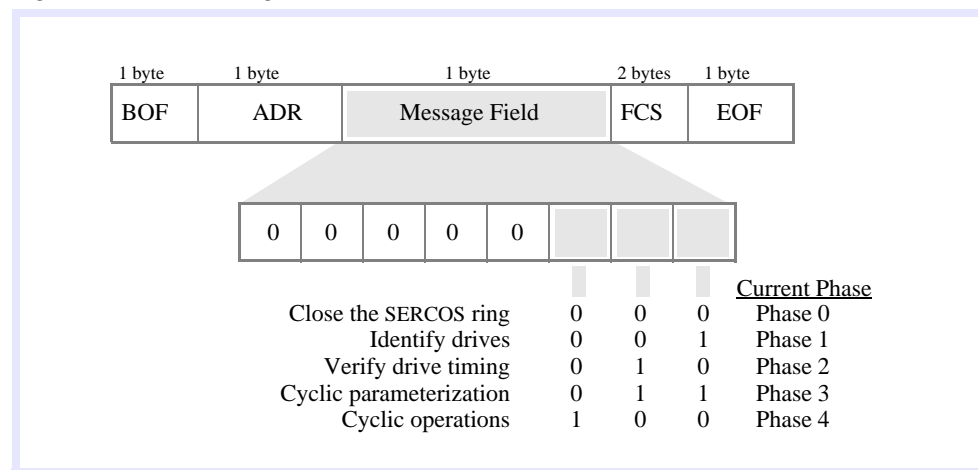 1 byte 1 byte 1 byte 2 bytes 1 byte
BOF ADR Message Field FCS EOF
0 0 0 0 0
Current Phase
Close the SERCOS ring 0 0 0 Phase 0
Identify drives 0 0 1 Phase 1
Verify drive timing 0 1 0 Phase 2
Cyclic parameterization 0 1 1 Phase 3
Cyclic operations 1 0 0 Phase 4